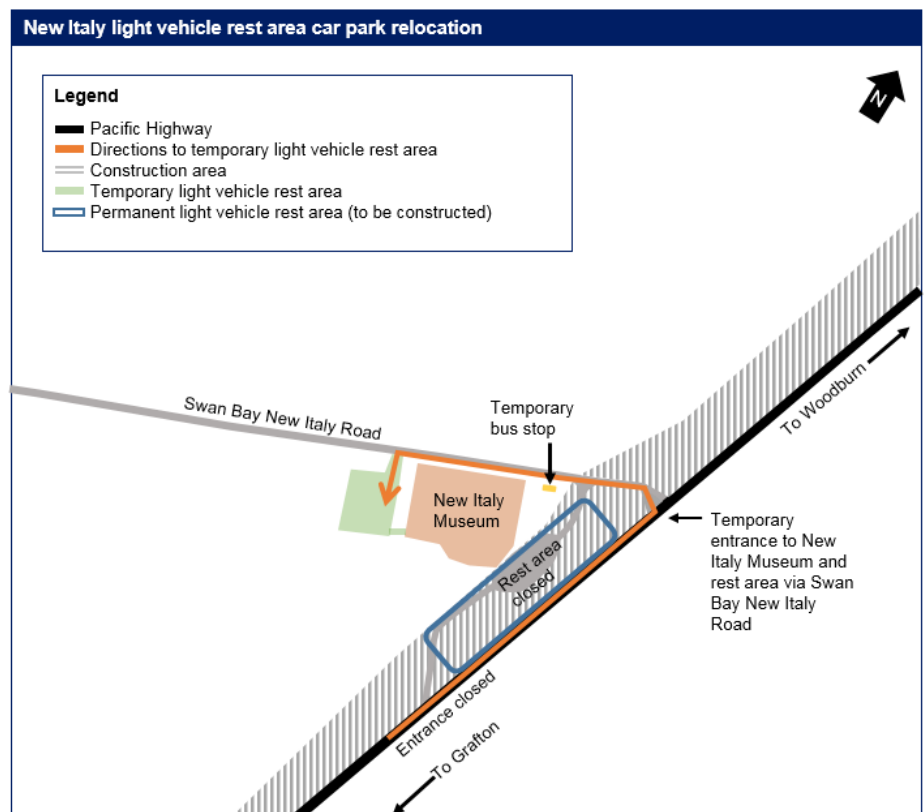 New Italy light vehicle rest area car park relocation
N
Legend
Pacific Highway
Directions to temporary light vehicle rest area
Construction area
Temporary light vehicle rest area
Permanent light vehicle rest area (to be constructed)
To Woodburn
Swan Bay New Italy Road
Temporary
bus stop
New Italy
Museum
Rest area
closed
Temporary
entrance to New
Italy Museum and
rest area via Swan
Bay New Italy
Road
Entrance closed
To Grafton